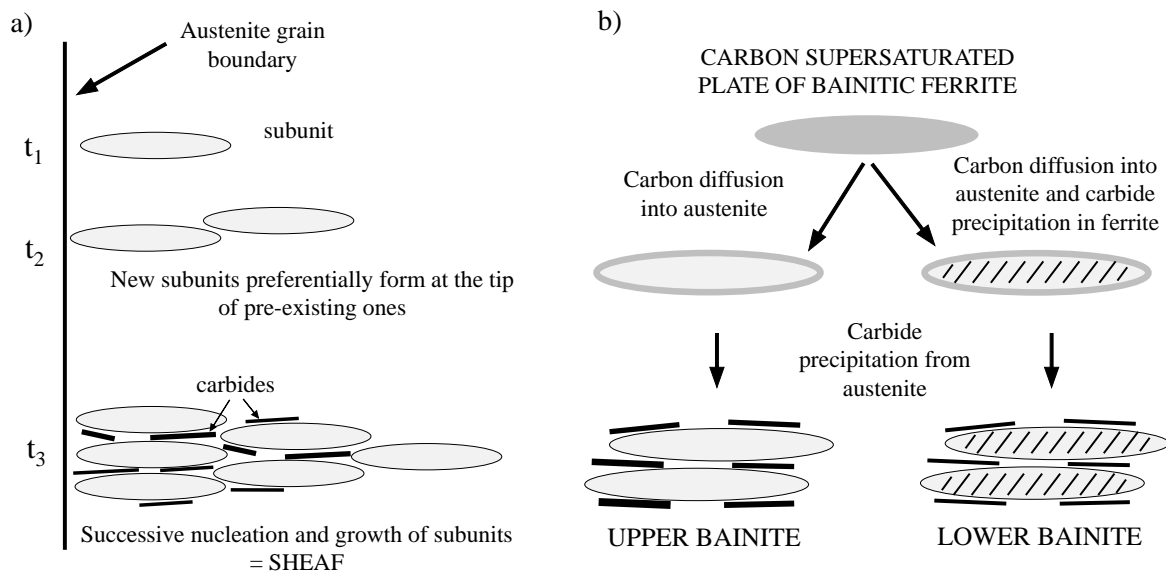 a)
Austenite grain
boundary
t1
subunit
t2
New subunits preferentially form at the tip
of pre-existing ones
carbides
t3
Successive nucleation and growth of subunits
= SHEAF
b)
CARBON SUPERSATURATED
PLATE OF BAINITIC FERRITE
Carbon diffusion
into austenite
Carbon diffusion into
austenite and carbide
precipitation in ferrite
Carbide
precipitation from
austenite
UPPER BAINITE
LOWER BAINITE